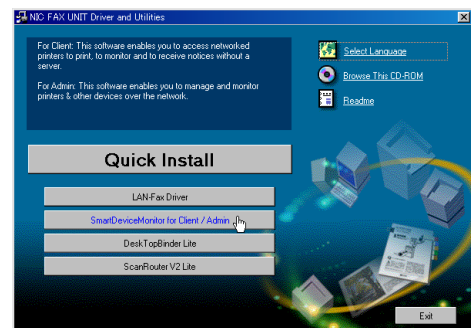 NIC FAX UNIT Driver and Utilities
For Client: This software enables you to access networked
printers to print, to monitor and to receive notices without a
server.
For Admin: This software enables you to manage and monitor
printers & other devices over the network.
Select Language
Browse This CD-ROM
Readme
Quick Install
LAN-Fax Driver
SmartDeviceMonitor for Client / Admin
DeskTopBinder Lite
ScanRouter V2 Lite
Exit